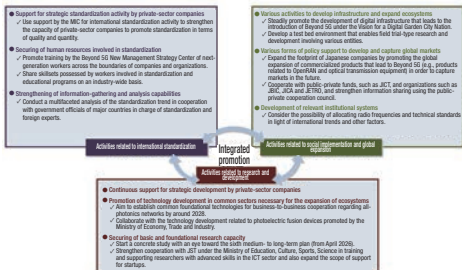 ● Support for strategic standardization activity by private-sector companies
✓ Use support by the MIC for international standardization activity to strengthen
the capacity of private-sector companies to promote standardization in terms
of quality and quantity.
● Securing of human resources involved in standardization
✓ Promote training by the Beyond 5G New Management Strategy Center of next-
generation workers across the boundaries of companies and organizations.
✓ Share skillsets possessed by workers involved in standardization and
educational programs on an industry-wide basis.
● Strengthening of information-gathering and analysis capabilities
✓ Conduct a multifaceted analysis of the standardization trend in cooperation
with government officials of major countries in charge of standardization and
foreign experts.
Activities related to international standardization
● Various activities to develop infrastructure and expand ecosystems
✓ Steadily promote the development of digital infrastructure that leads to the
introduction of Beyond 5G under the Vision for a Digital Garden City Nation.
✓ Develop a test bed environment that enables field trial-type research and
development involving various entities.
● Various forms of policy support to develop and capture global markets
✓ Expand the footprint of Japanese companies by promoting the global
expansion of commercialized products that lead to Beyond 5G (e.g., products
related to OpenRAN and optical transmission equipment) in order to capture
markets in the future.
✓ Cooperate with public-private funds, such as JICT, and organizations such as
JBIC, JICA and JETRO, and strengthen information sharing using the public-
private cooperation council.
● Development of relevant institutional systems
✓ Consider the possibility of allocating radio frequencies and technical standards
in light of international trends and other factors.
Activities related to social implementation and global
expansion
Integrated
promotion
Activities related to research and
development
● Continuous support for strategic development by private-sector companies
● Promotion of technology development in common sectors necessary for the expansion of ecosystems
✓ Aim to establish common foundational technologies for business-to-business cooperation regarding all-
photonics networks by around 2028.
✓ Collaborate with the technology development related to photoelectric fusion devices promoted by the
Ministry of Economy, Trade and Industry.
● Securing of basic and foundational research capacity
✓ Start a concrete study with an eye toward the sixth medium- to long-term plan (from April 2026).
✓ Strengthen cooperation with JST under the Ministry of Education, Culture, Sports, Science in training
and supporting researchers with advanced skills in the ICT sector and also expand the scope of support
for startups.